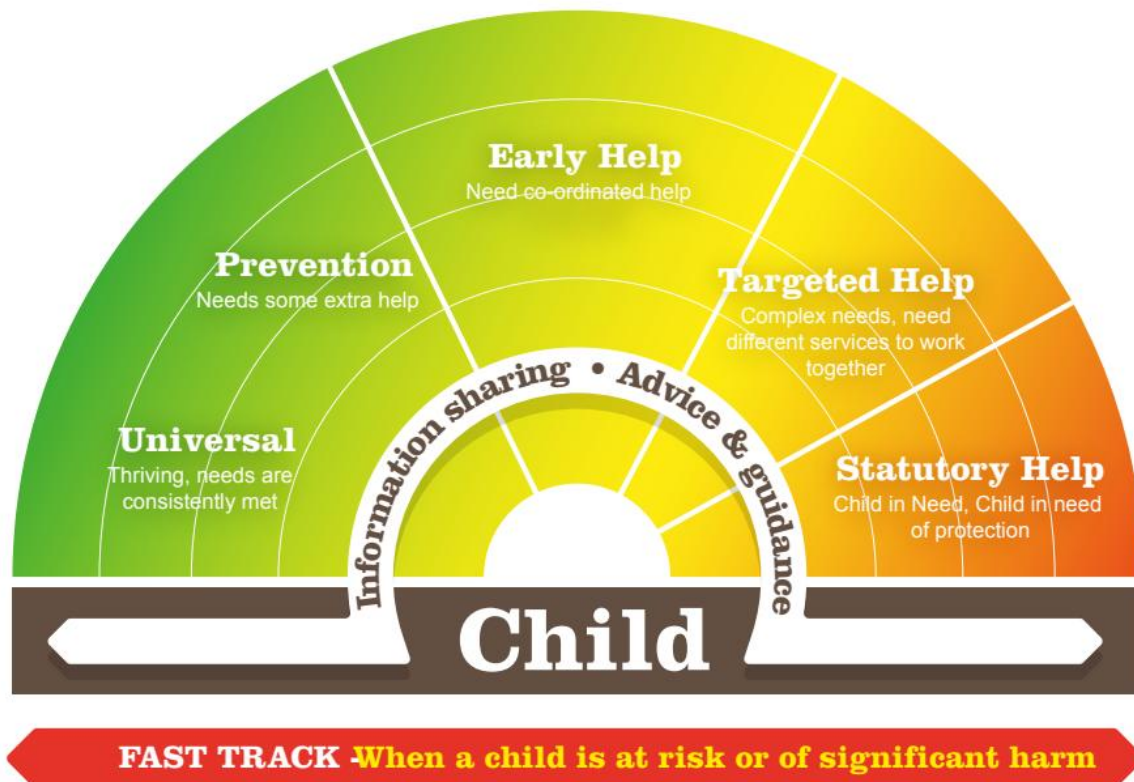 Early Help
Need co-ordinated help
Prevention
Needs some extra help
Targeted Help
Complex needs, need
different services to work
together
Universal
Thriving, needs are
consistently met
Statutory Help
Child in Need, Child in need
of protection
Information sharing • Advice & guidance
Child
FAST TRACK -When a child is at risk or of significant harm